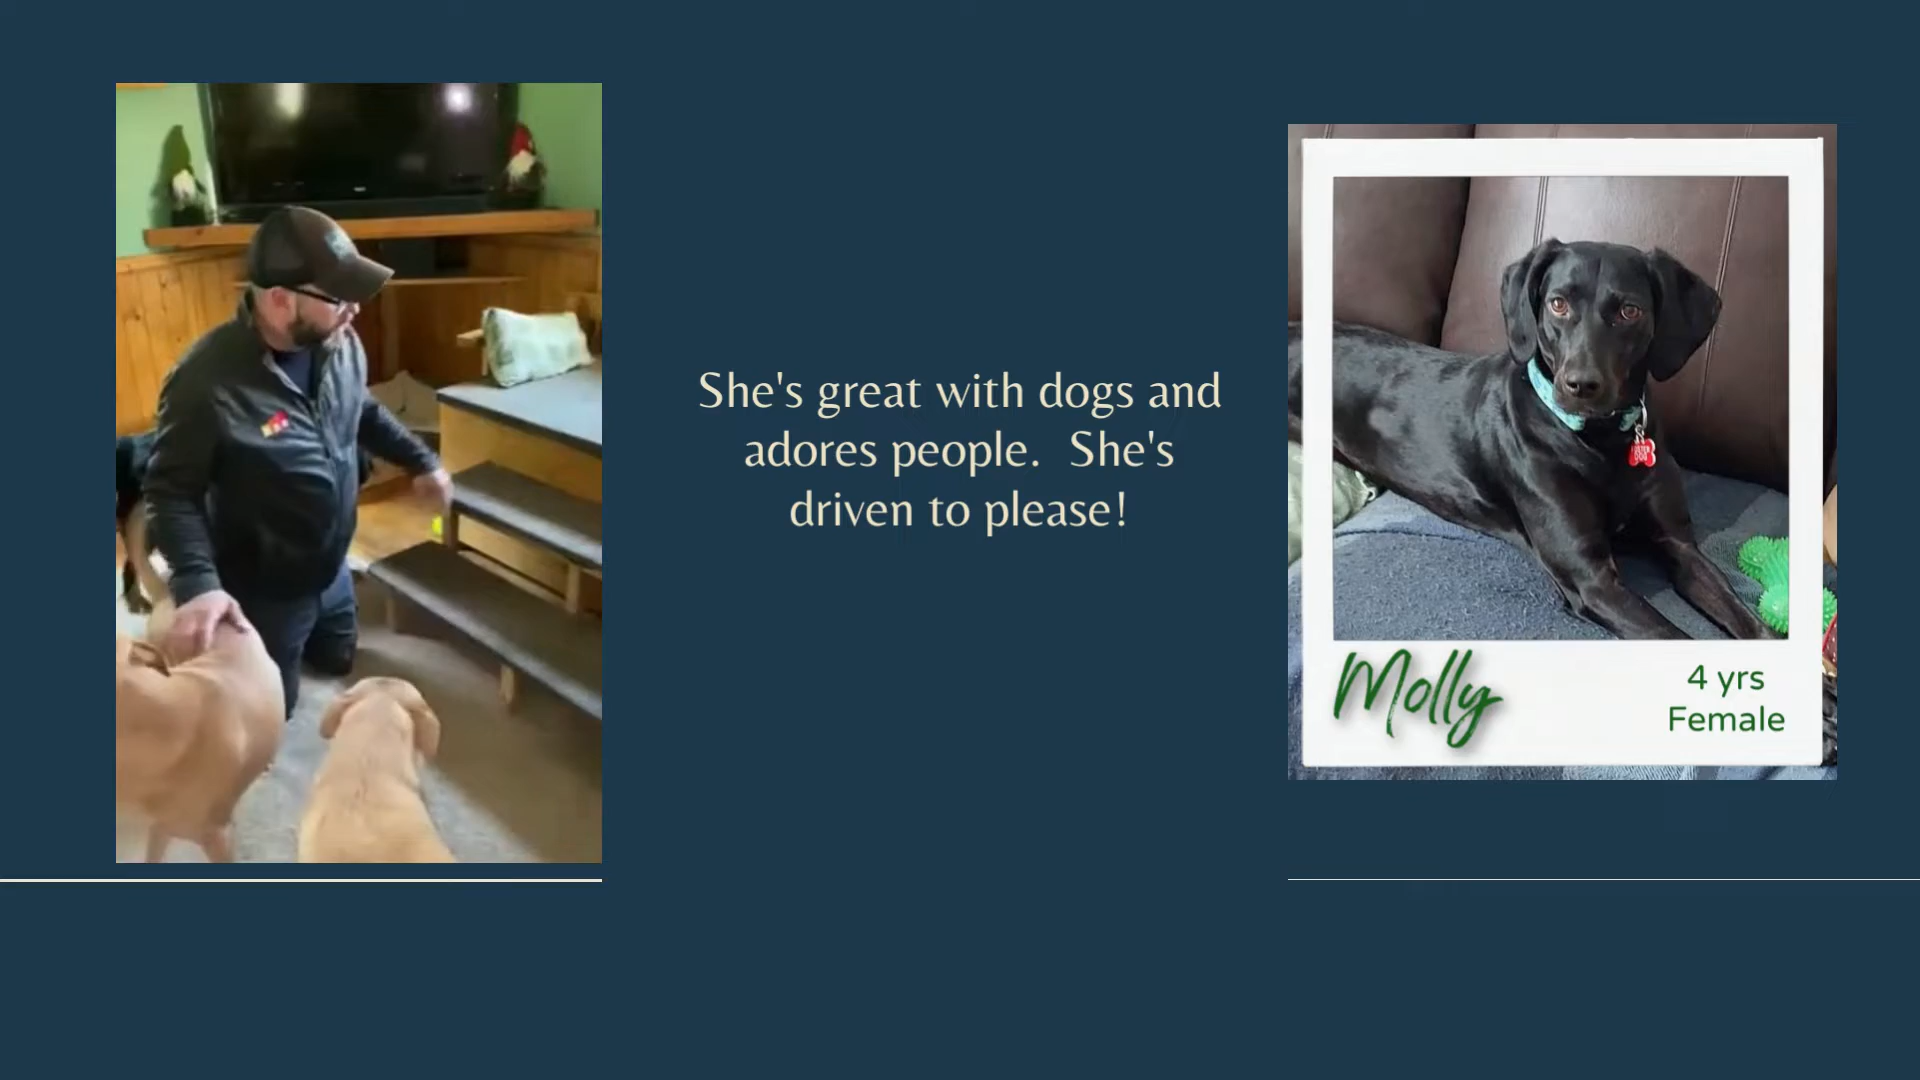 She's great with dogs and
adores people. She's
driven to please!
Molly
4 yrs
Female